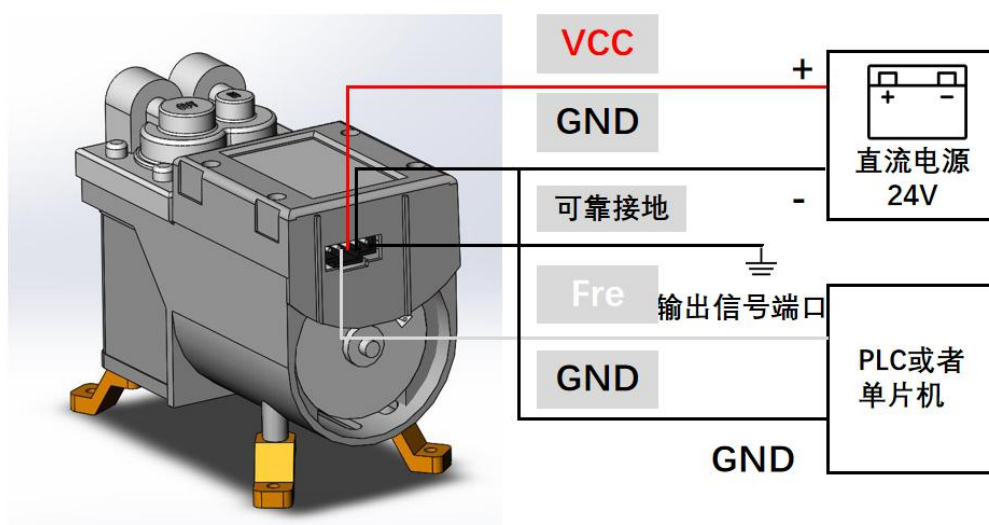 VCC
+
GND
+ -
直流电源
24V
可靠接地
-
Fre
输出信号端口
PLC或者
单片机
GND
GND